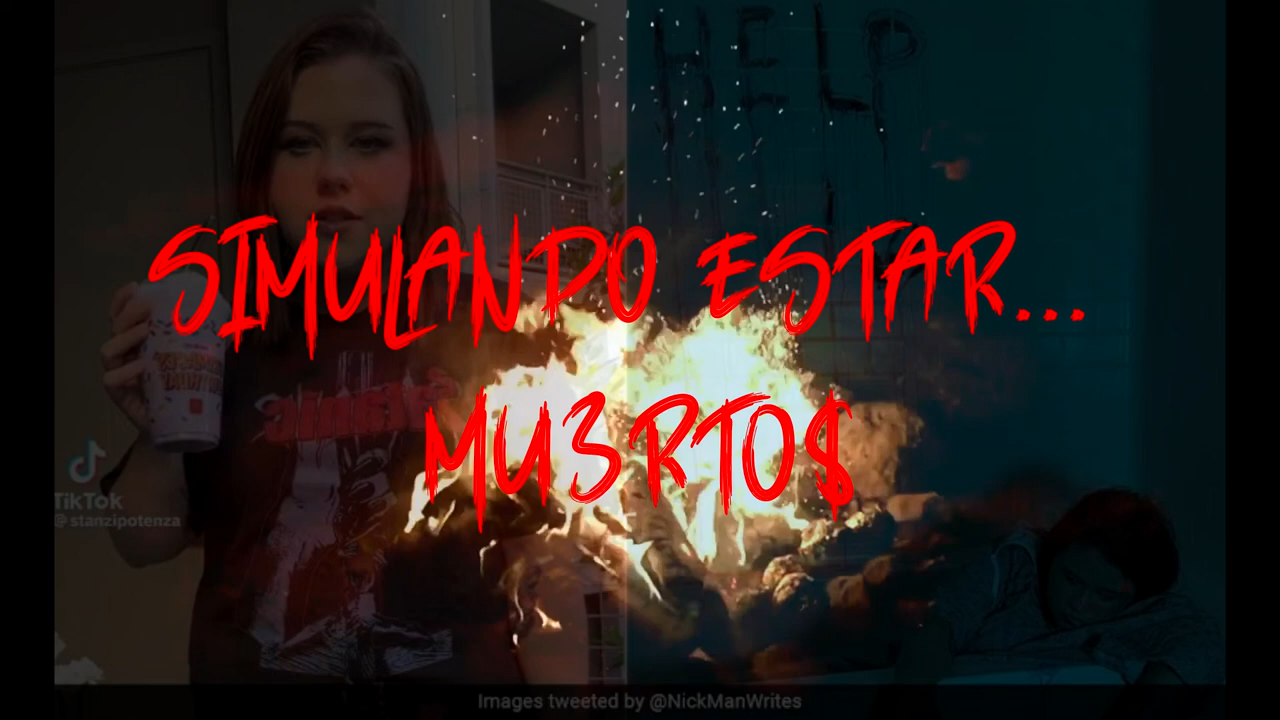 HELP
SIMULANDO ESTAR...
MU3RTO$
TikTok
@stanzipotenza
Images tweeted by @NickManWrites